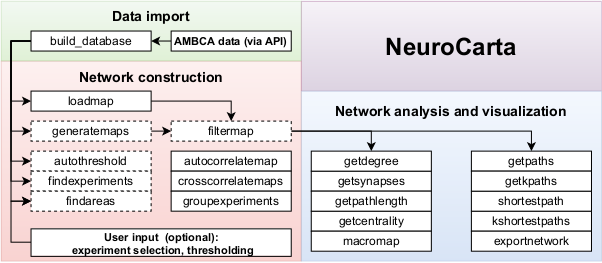 Data import
build_database
AMBCA data (via API)
NeuroCarta
Network construction
loadmap
generatemaps
filtermap
autothreshold
findexperiments
findareas
autocorrelatemap
crosscorrelatemaps
groupexperiments
User input (optional):
experiment selection, thresholding
Network analysis and visualization
getdegree
getsynapses
getpathlength
getcentrality
macromap
getpaths
getkpaths
shortestpath
kshortestpaths
exportnetwork